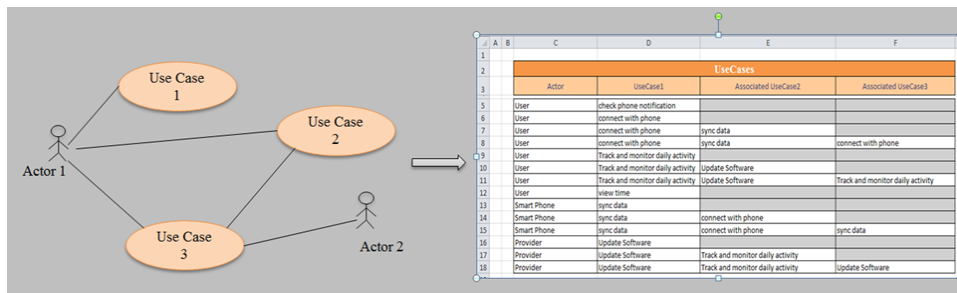 Use Case
1
Use Case
2
Actor 1
Use Case
3
Actor 2
A B C D E F
1
2 UseCases
3 Actor UseCase1 Associated UseCase2 Associated UseCase3
5 User check phone notification
6 User connect with phone
7 User connect with phone sync data
8 User connect with phone sync data connect with phone
9 User Track and monitor daily activity
10 User Track and monitor daily activity Update Software
11 User Track and monitor daily activity Update Software Track and monitor daily activity
12 User view time
13 Smart Phone sync data
14 Smart Phone sync data connect with phone
15 Smart Phone sync data connect with phone sync data
16 Provider Update Software
17 Provider Update Software Track and monitor daily activity
18 Provider Update Software Track and monitor daily activity Update Software